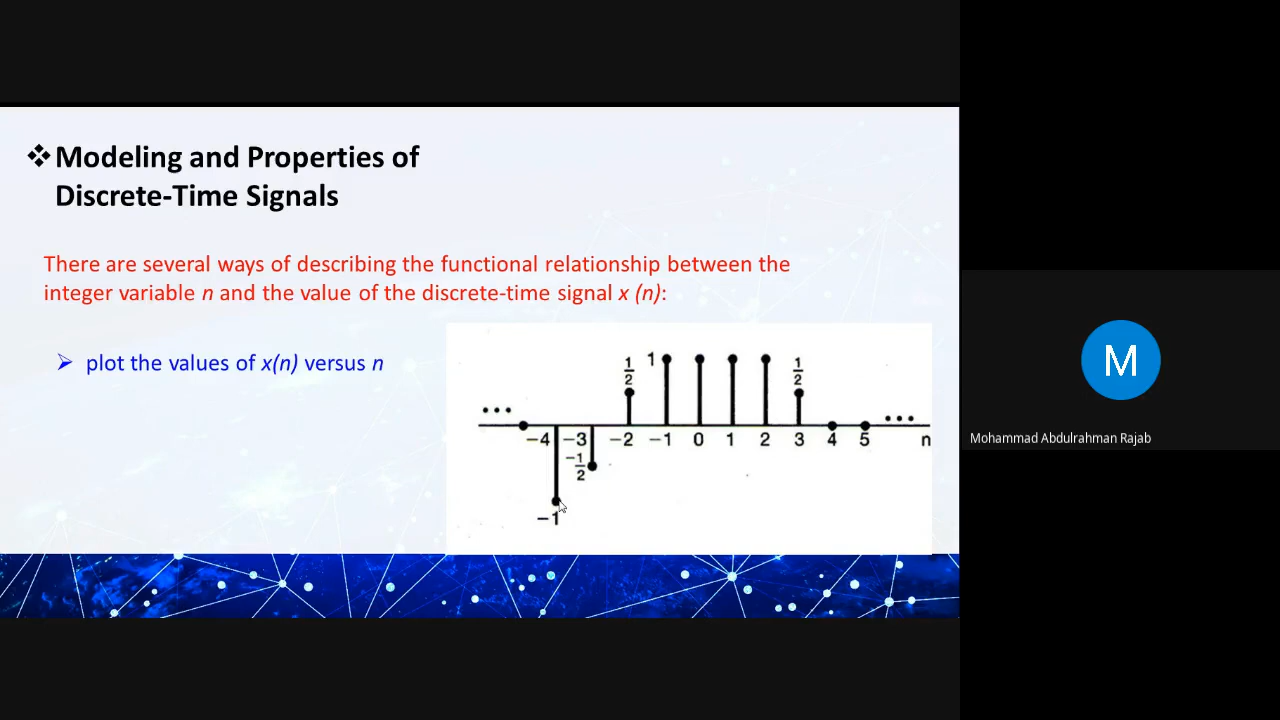 ❖Modeling and Properties of
Discrete-Time Signals
There are several ways of describing the functional relationship between the
integer variable n and the value of the discrete-time signal x (n):
➢ plot the values of x(n) versus n
1/2 1 1/2
... ...
−4 −3 −2 −1 0 1 2 3 4 5 n
−1/2
−1
M
Mohammad Abdulrahman Rajab